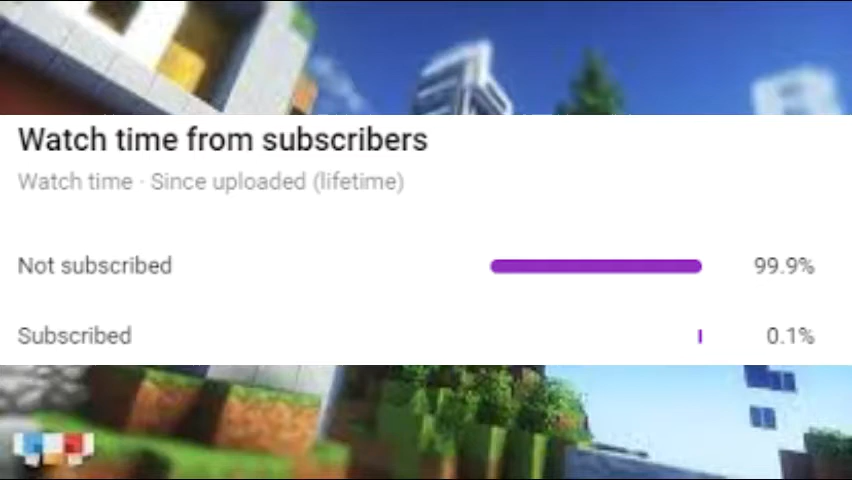 Watch time from subscribers
Watch time · Since uploaded (lifetime)
Not subscribed 99.9%
Subscribed 0.1%